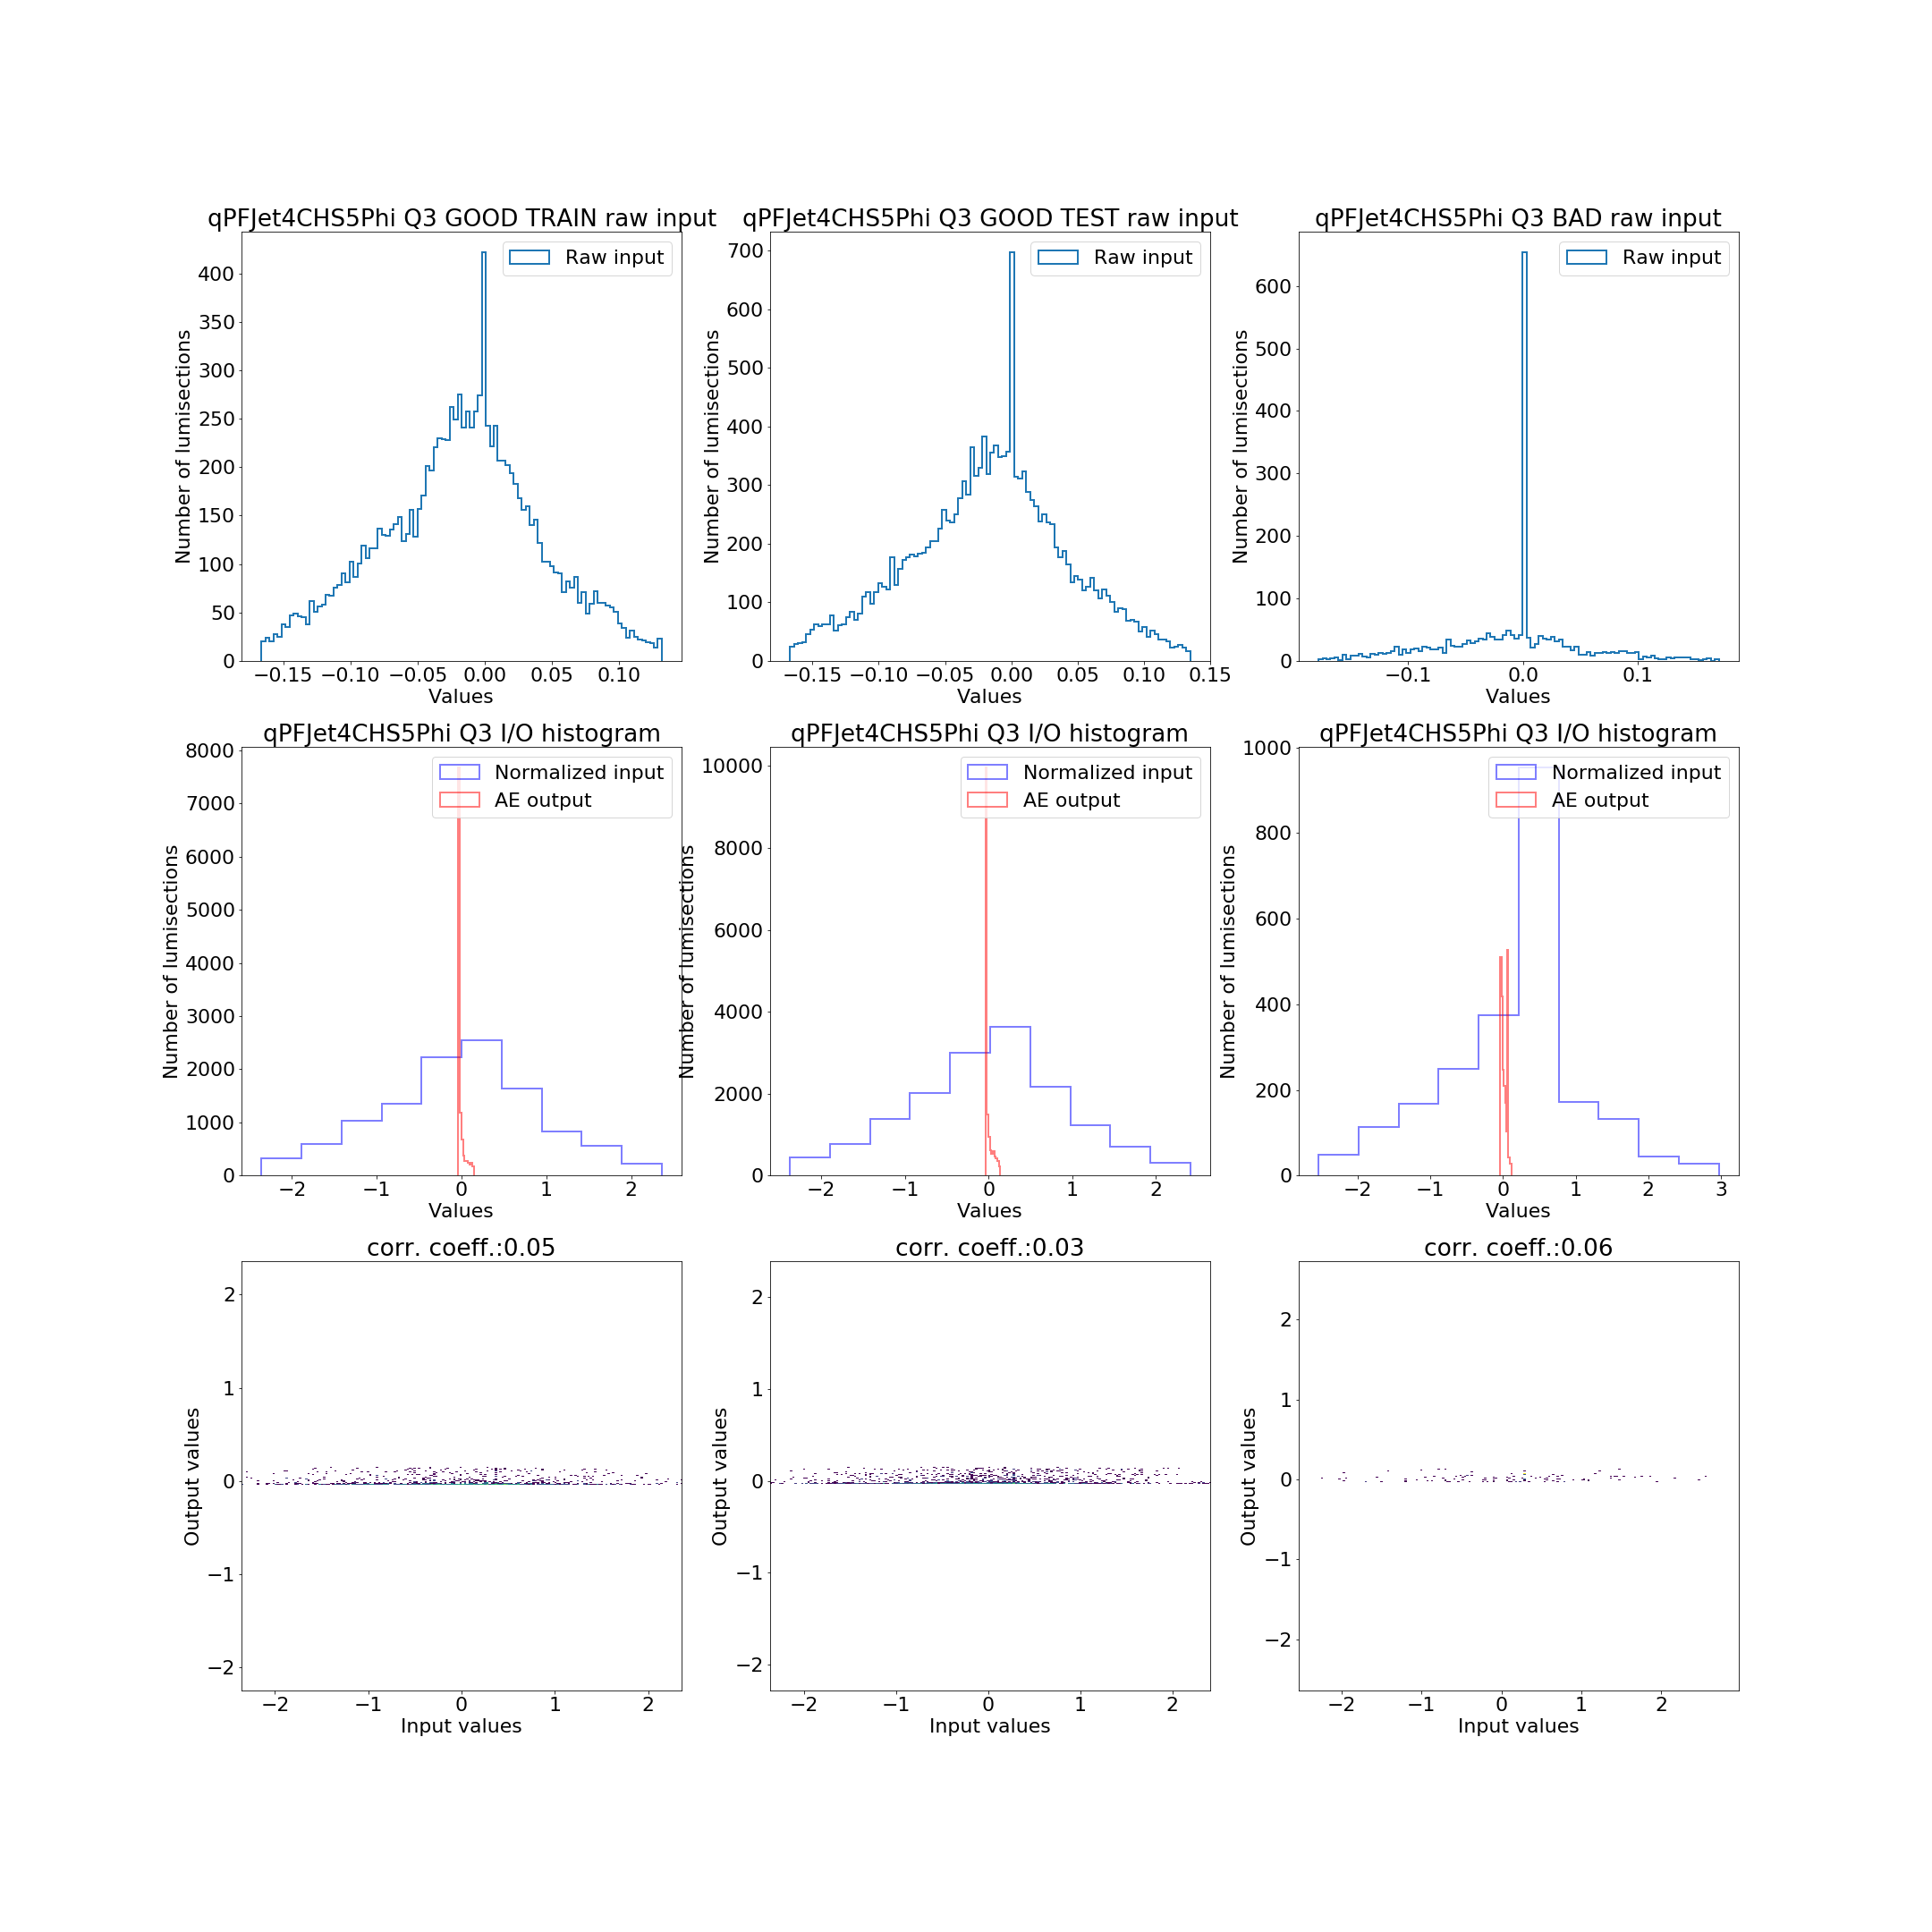 qPFJet4CHS5Phi Q3 GOOD TRAIN raw input
Raw input
400
350
300
250
200
150
100
50
0
Number of lumisections
−0.15 −0.10 −0.05 0.00 0.05 0.10
Values
qPFJet4CHS5Phi Q3 GOOD TEST raw input
Raw input
700
600
500
400
300
200
100
0
Number of lumisections
−0.15 −0.10 −0.05 0.00 0.05 0.10 0.15
Values
qPFJet4CHS5Phi Q3 BAD raw input
Raw input
600
500
400
300
200
100
0
Number of lumisections
−0.1 0.0 0.1
Values
qPFJet4CHS5Phi Q3 I/O histogram
Normalized input
AE output
8000
7000
6000
5000
4000
3000
2000
1000
0
Number of lumisections
−2 −1 0 1 2
Values
qPFJet4CHS5Phi Q3 I/O histogram
Normalized input
AE output
10000
8000
6000
4000
2000
0
Number of lumisections
−2 −1 0 1 2
Values
qPFJet4CHS5Phi Q3 I/O histogram
Normalized input
AE output
1000
800
600
400
200
0
Number of lumisections
−2 −1 0 1 2 3
Values
corr. coeff.:0.05
2
1
0
−1
−2
Output values
−2 −1 0 1 2
Input values
corr. coeff.:0.03
2
1
0
−1
−2
Output values
−2 −1 0 1 2
Input values
corr. coeff.:0.06
2
1
0
−1
−2
Output values
−2 −1 0 1 2
Input values